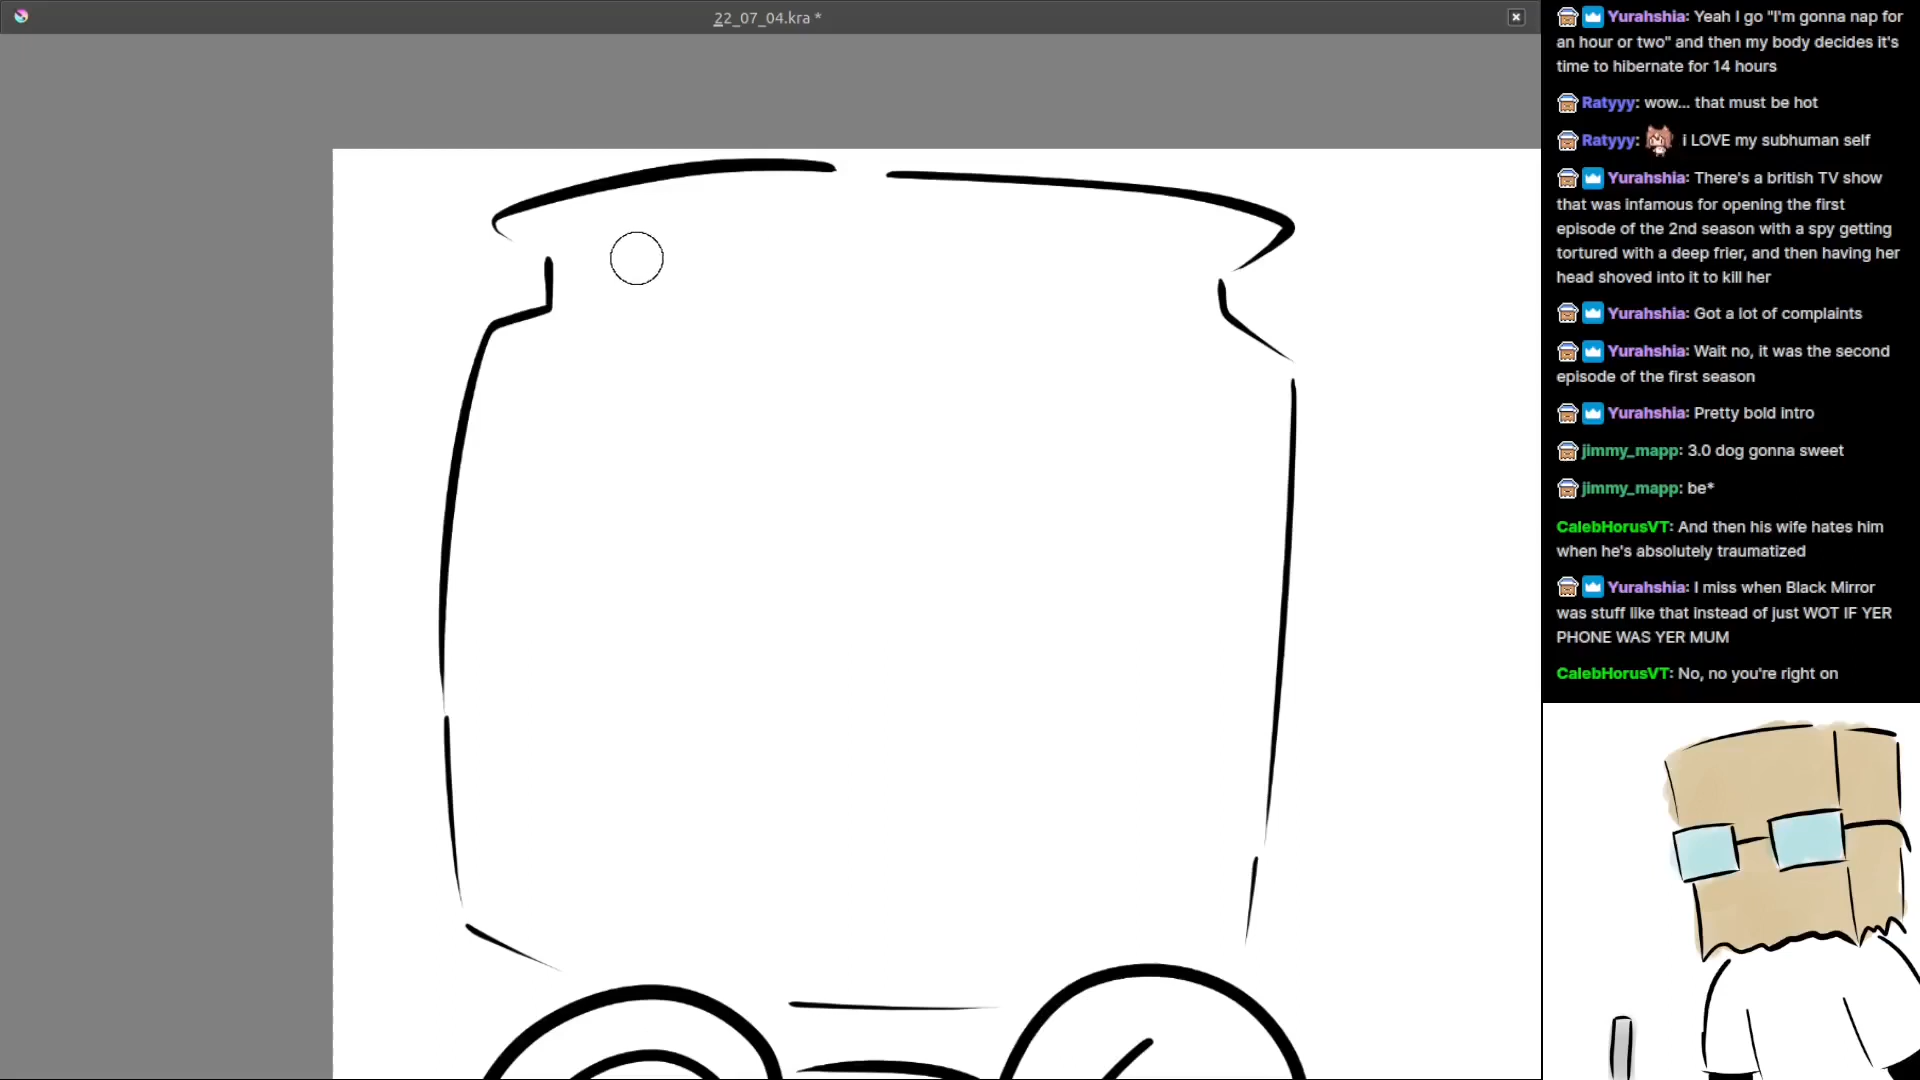 22_07_04.kra *
Yurahshia: Yeah I go "I'm gonna nap for
an hour or two" and then my body decides it's
time to hibernate for 14 hours
Ratyyy: wow... that must be hot
Ratyyy: i LOVE my subhuman self
Yurahshia: There's a british TV show
that was infamous for opening the first
episode of the 2nd season with a spy getting
tortured with a deep frier, and then having her
head shoved into it to kill her
Yurahshia: Got a lot of complaints
Yurahshia: Wait no, it was the second
episode of the first season
Yurahshia: Pretty bold intro
jimmy_mapp: 3.0 dog gonna sweet
jimmy_mapp: be*
CalebHorusVT: And then his wife hates him
when he's absolutely traumatized
Yurahshia: I miss when Black Mirror
was stuff like that instead of just WOT IF YER
PHONE WAS YER MUM
CalebHorusVT: No, no you're right on